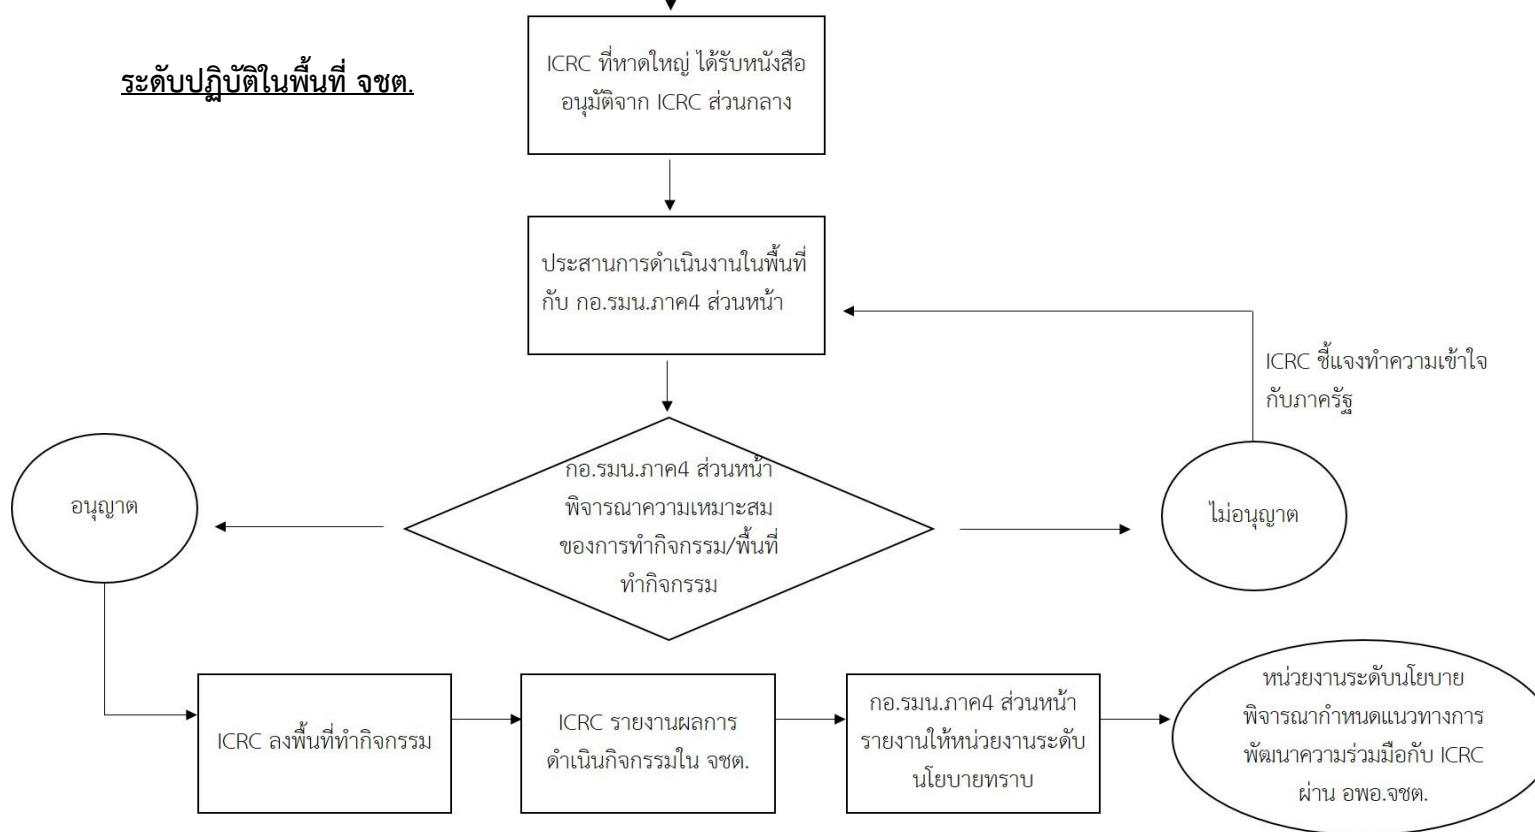 ระดับปฏิบัติในพื้นที่ จชต.
ICRC ที่หาดใหญ่ ได้รับหนังสือ
อนุมัติจาก ICRC ส่วนกลาง
ประสานการดำเนินงานในพื้นที่
กับ กอ.รมน.ภาค4 ส่วนหน้า
ICRC ชี้แจงทำความเข้าใจ
กับภาครัฐ
กอ.รมน.ภาค4 ส่วนหน้า
พิจารณาความเหมาะสม
ของการทำกิจกรรม/พื้นที่
ทำกิจกรรม
อนุญาต
ไม่อนุญาต
ICRC ลงพื้นที่ทำกิจกรรม
ICRC รายงานผลการ
ดำเนินกิจกรรมใน จชต.
กอ.รมน.ภาค4 ส่วนหน้า
รายงานให้หน่วยงานระดับ
นโยบายทราบ
หน่วยงานระดับนโยบาย
พิจารณากำหนดแนวทางการ
พัฒนาความร่วมมือกับ ICRC
ผ่าน อพอ.จชต.